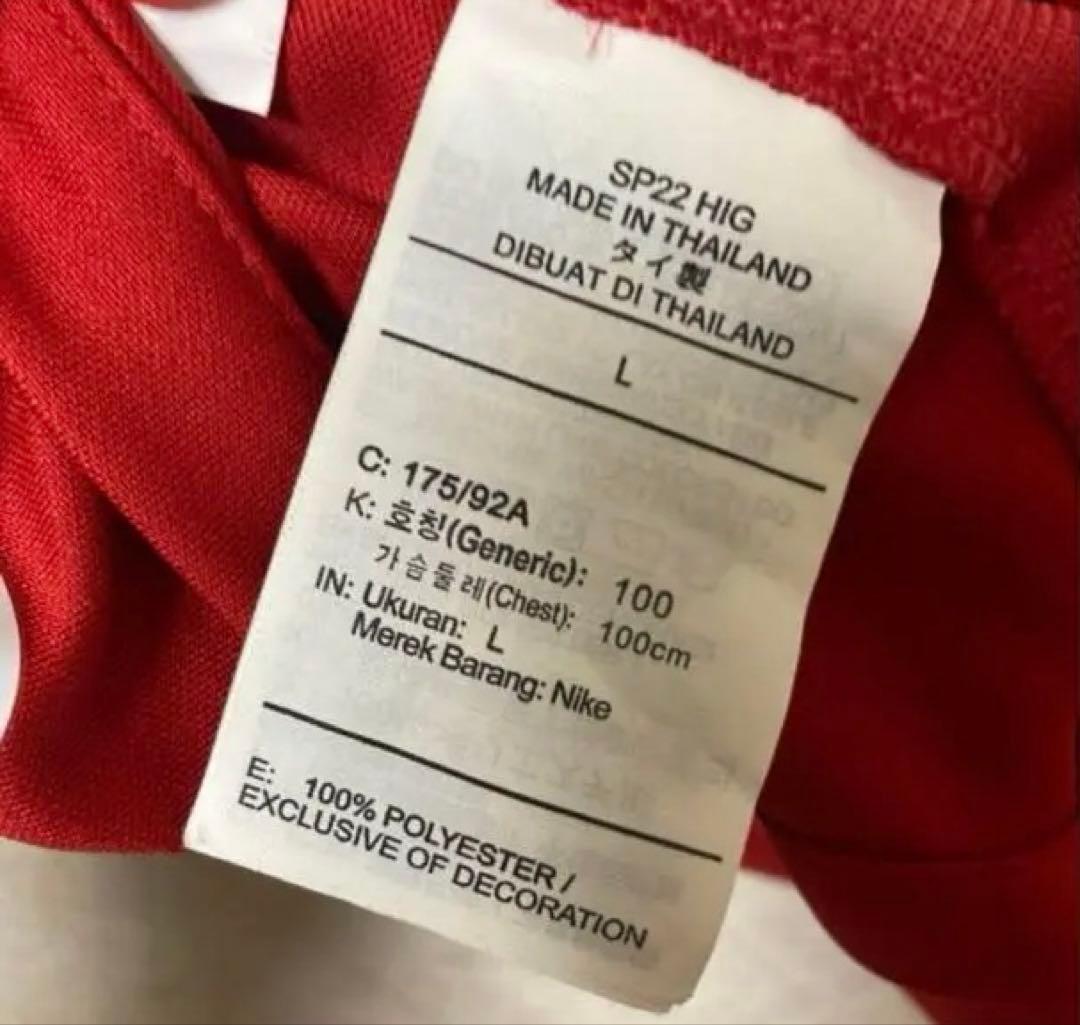 SP22 HIG
MADE IN THAILAND
タイ製
DIBUAT DI THAILAND
L
C: 175/92A
K: 호칭(Generic): 100
가슴둘레(Chest): 100cm
IN: Ukuran: L
Merek Barang: Nike
E: 100% POLYESTER /
EXCLUSIVE OF DECORATION